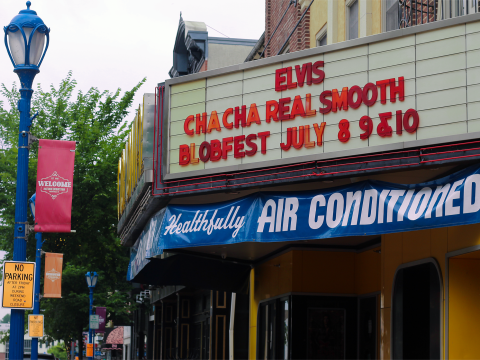 ELVIS
CHA CHA REAL SMOOTH
BLOBFEST JULY 8 9 & 10
Healthfully AIR CONDITIONED
WELCOME
NO
PARKING